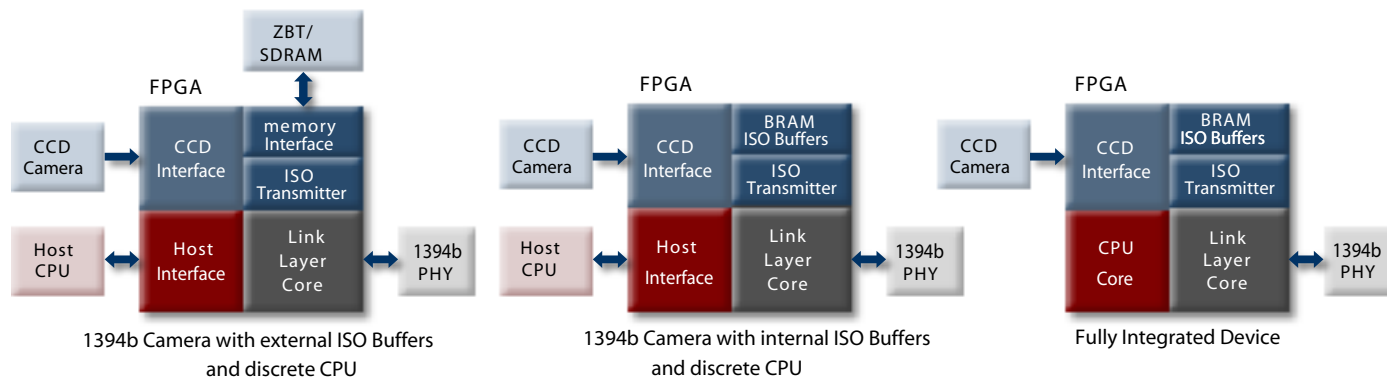 ZBT/
SDRAM
FPGA
CCD
Camera
CCD
Interface
memory
Interface
ISO
Transmitter
Host
CPU
Host
Interface
Link
Layer
Core
1394b
PHY
1394b Camera with external ISO Buffers
and discrete CPU
FPGA
CCD
Camera
CCD
Interface
BRAM
ISO Buffers
ISO
Transmitter
Host
CPU
Host
Interface
Link
Layer
Core
1394b
PHY
1394b Camera with internal ISO Buffers
and discrete CPU
FPGA
CCD
Camera
CCD
Interface
BRAM
ISO Buffers
ISO
Transmitter
CPU
Core
Link
Layer
Core
1394b
PHY
Fully Integrated Device